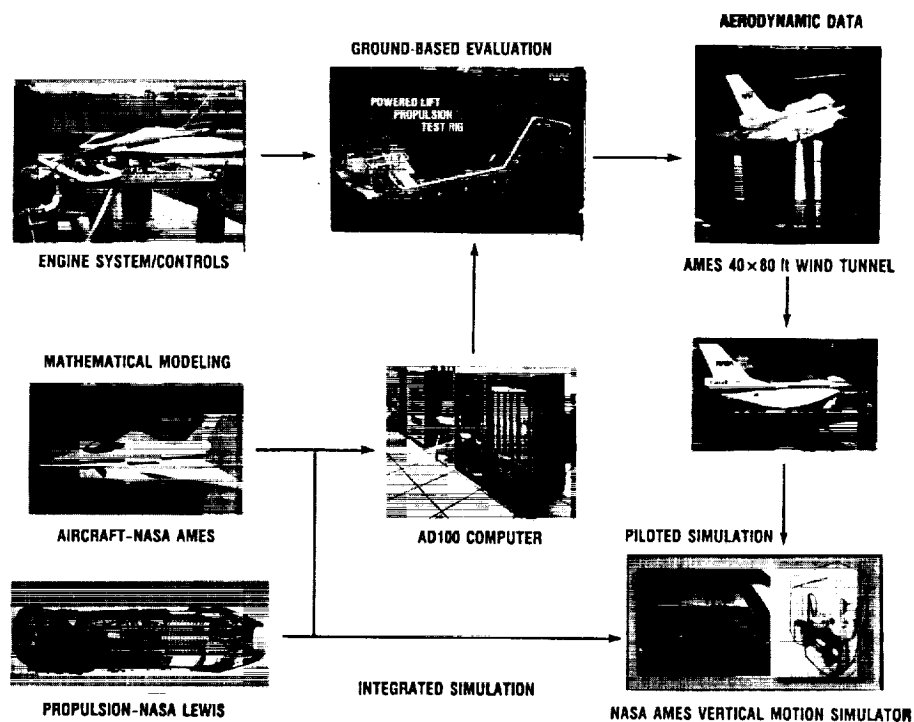 AERODYNAMIC DATA
GROUND-BASED EVALUATION
POWERED LIFT
PROPULSION
TEST RIG
ENGINE SYSTEM/CONTROLS
AMES 40×80 ft WIND TUNNEL
MATHEMATICAL MODELING
AIRCRAFT-NASA AMES
AD100 COMPUTER
PILOTED SIMULATION
PROPULSION-NASA LEWIS
INTEGRATED SIMULATION
NASA AMES VERTICAL MOTION SIMULATOR